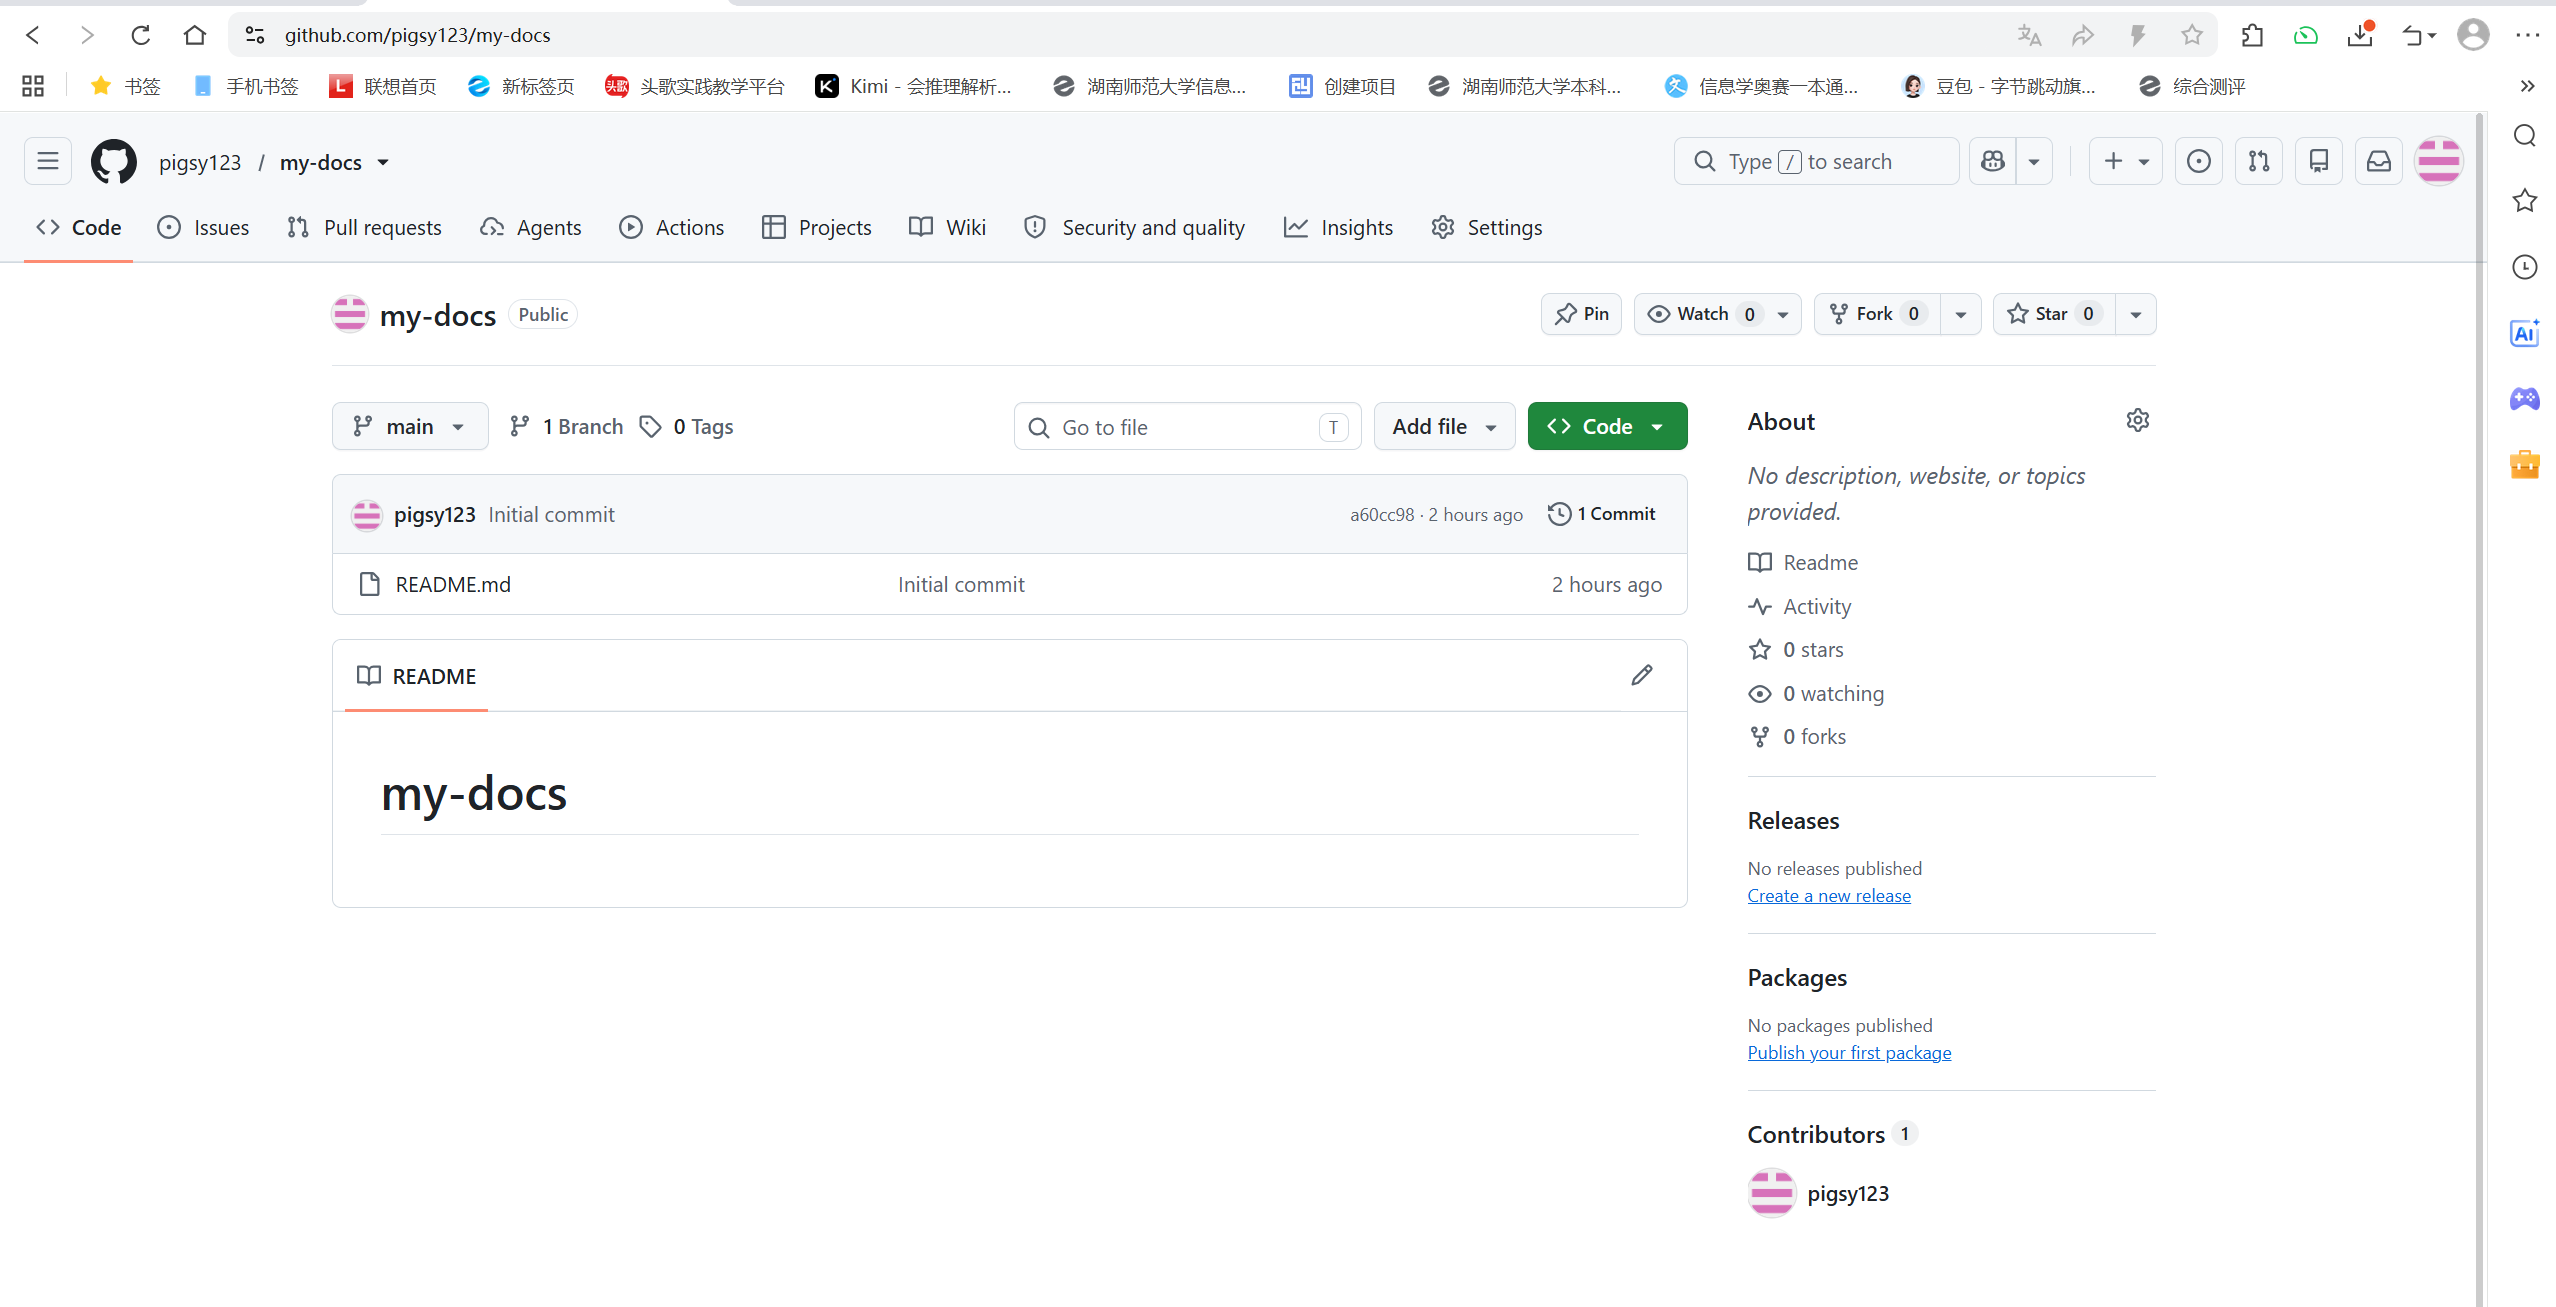 github.com/pigsy123/my-docs
书签 手机书签 联想首页 新标签页 头歌实践教学平台 Kimi - 会推理解析... 湖南师范大学信息... 创建项目 湖南师范大学本科... 信息学奥赛一本通... 豆包 - 字节跳动旗... 综合测评
pigsy123 / my-docs Type / to search
Code Issues Pull requests Agents Actions Projects Wiki Security and quality Insights Settings
my-docs Public Pin Watch 0 Fork 0 Star 0
main 1 Branch 0 Tags Go to file T Add file Code
pigsy123 Initial commit a60cc98 · 2 hours ago 1 Commit
README.md Initial commit 2 hours ago
README
my-docs
About
No description, website, or topics
provided.
Readme
Activity
0 stars
0 watching
0 forks
Releases
No releases published
Create a new release
Packages
No packages published
Publish your first package
Contributors 1
pigsy123